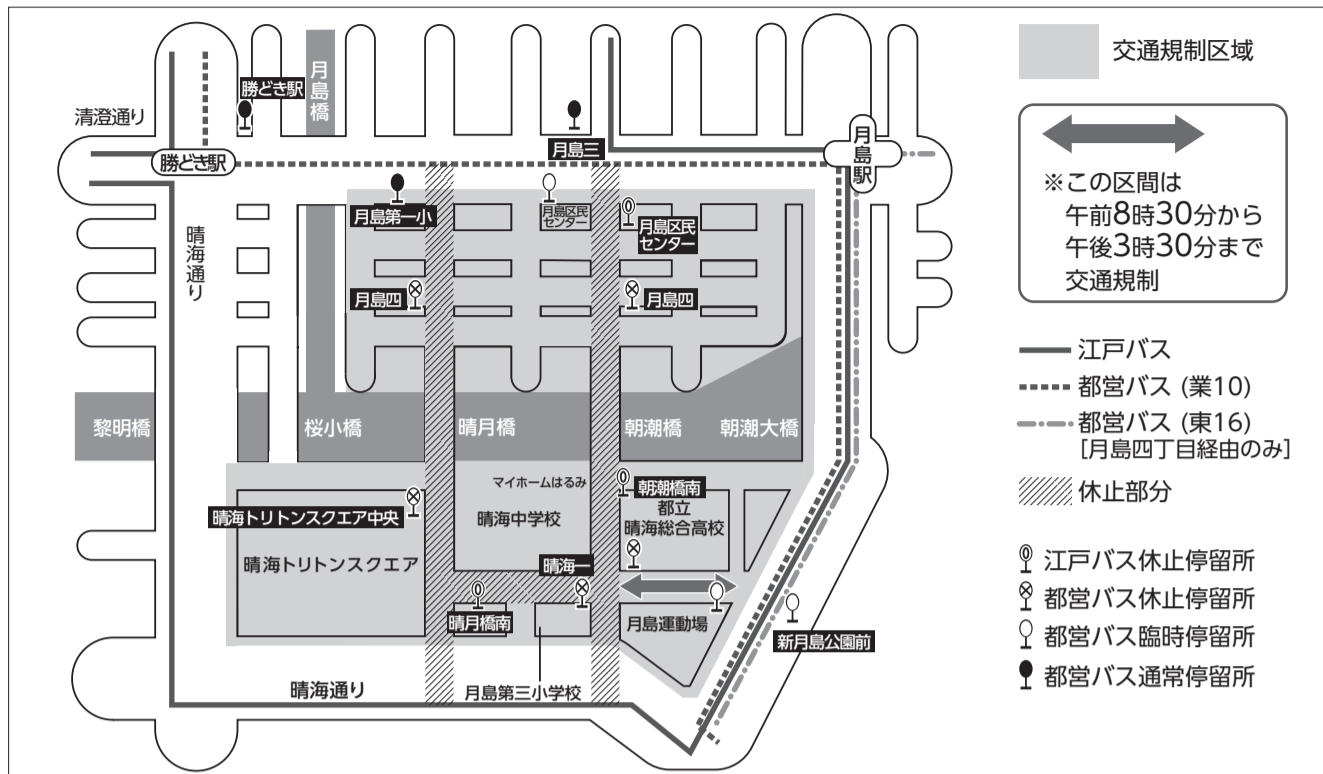 勝どき駅
月島橋
清澄通り
勝どき駅
月島三
月島駅
月島第一小
月島区民
センター
月島区民
センター
晴海通り
月島四
月島四
黎明橋
桜小橋
晴月橋
朝潮橋
朝潮大橋
マイホームはるみ
晴海中学校
朝潮橋南
都立
晴海総合高校
晴海トリトンスクエア中央
晴海トリトンスクエア
晴海一
晴月橋南
月島運動場
新月島公園前
晴海通り
月島第三小学校
交通規制区域
※この区間は
午前8時30分から
午後3時30分まで
交通規制
江戸バス
都営バス (業10)
都営バス (東16)
[月島四丁目経由のみ]
休止部分
江戸バス休止停留所
都営バス休止停留所
都営バス臨時停留所
都営バス通常停留所